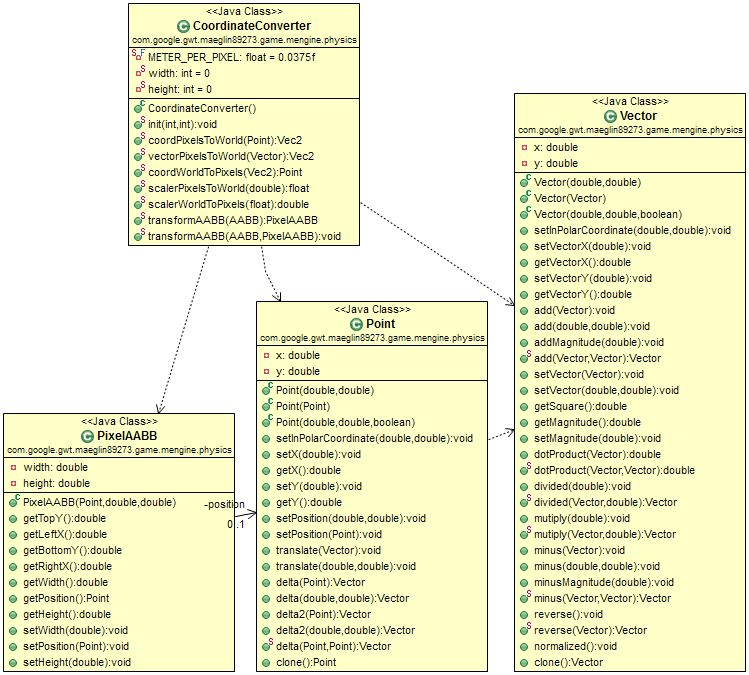 <<Java Class>>
CoordinateConverter
com.google.gwt.maeglin89273.game.mengine.physics
METER_PER_PIXEL: float = 0.0375f
width: int = 0
height: int = 0
CoordinateConverter()
init(int,int):void
coordPixelsToWorld(Point):Vec2
vectorPixelsToWorld(Vector):Vec2
coordWorldToPixels(Vec2):Point
scalerPixelsToWorld(double):float
scalerWorldToPixels(float):double
transformAABB(AABB):PixelAABB
transformAABB(AABB,PixelAABB):void
<<Java Class>>
Vector
com.google.gwt.maeglin89273.game.mengine.physics
x: double
y: double
Vector(double,double)
Vector(Vector)
Vector(double,double,boolean)
setInPolarCoordinate(double,double):void
setVectorX(double):void
getVectorX():double
setVectorY(double):void
getVectorY():double
add(Vector):void
add(double,double):void
addMagnitude(double):void
add(Vector,Vector):Vector
setVector(Vector):void
setVector(double,double):void
getSquare():double
getMagnitude():double
setMagnitude(double):void
dotProduct(Vector):double
dotProduct(Vector,Vector):double
divided(double):void
divided(Vector,double):Vector
mutiply(double):void
mutiply(Vector,double):Vector
minus(Vector):void
minus(double,double):void
minusMagnitude(double):void
minus(Vector,Vector):Vector
reverse():void
reverse(Vector):Vector
normalized():void
clone():Vector
<<Java Class>>
Point
com.google.gwt.maeglin89273.game.mengine.physics
x: double
y: double
Point(double,double)
Point(Point)
Point(double,double,boolean)
setInPolarCoordinate(double,double):void
setX(double):void
getX():double
setY(double):void
getY():double
setPosition(double,double):void
setPosition(Point):void
translate(Vector):void
translate(double,double):void
delta(Point):Vector
delta(double,double):Vector
delta2(Point):Vector
delta2(double,double):Vector
delta(Point,Point):Vector
clone():Point
<<Java Class>>
PixelAABB
com.google.gwt.maeglin89273.game.mengine.physics
width: double
height: double
PixelAABB(Point,double,double)
getTopY():double
getLeftX():double
getBottomY():double
getRightX():double
getWidth():double
getPosition():Point
getHeight():double
setWidth(double):void
setPosition(Point):void
setHeight(double):void
-position
0..1